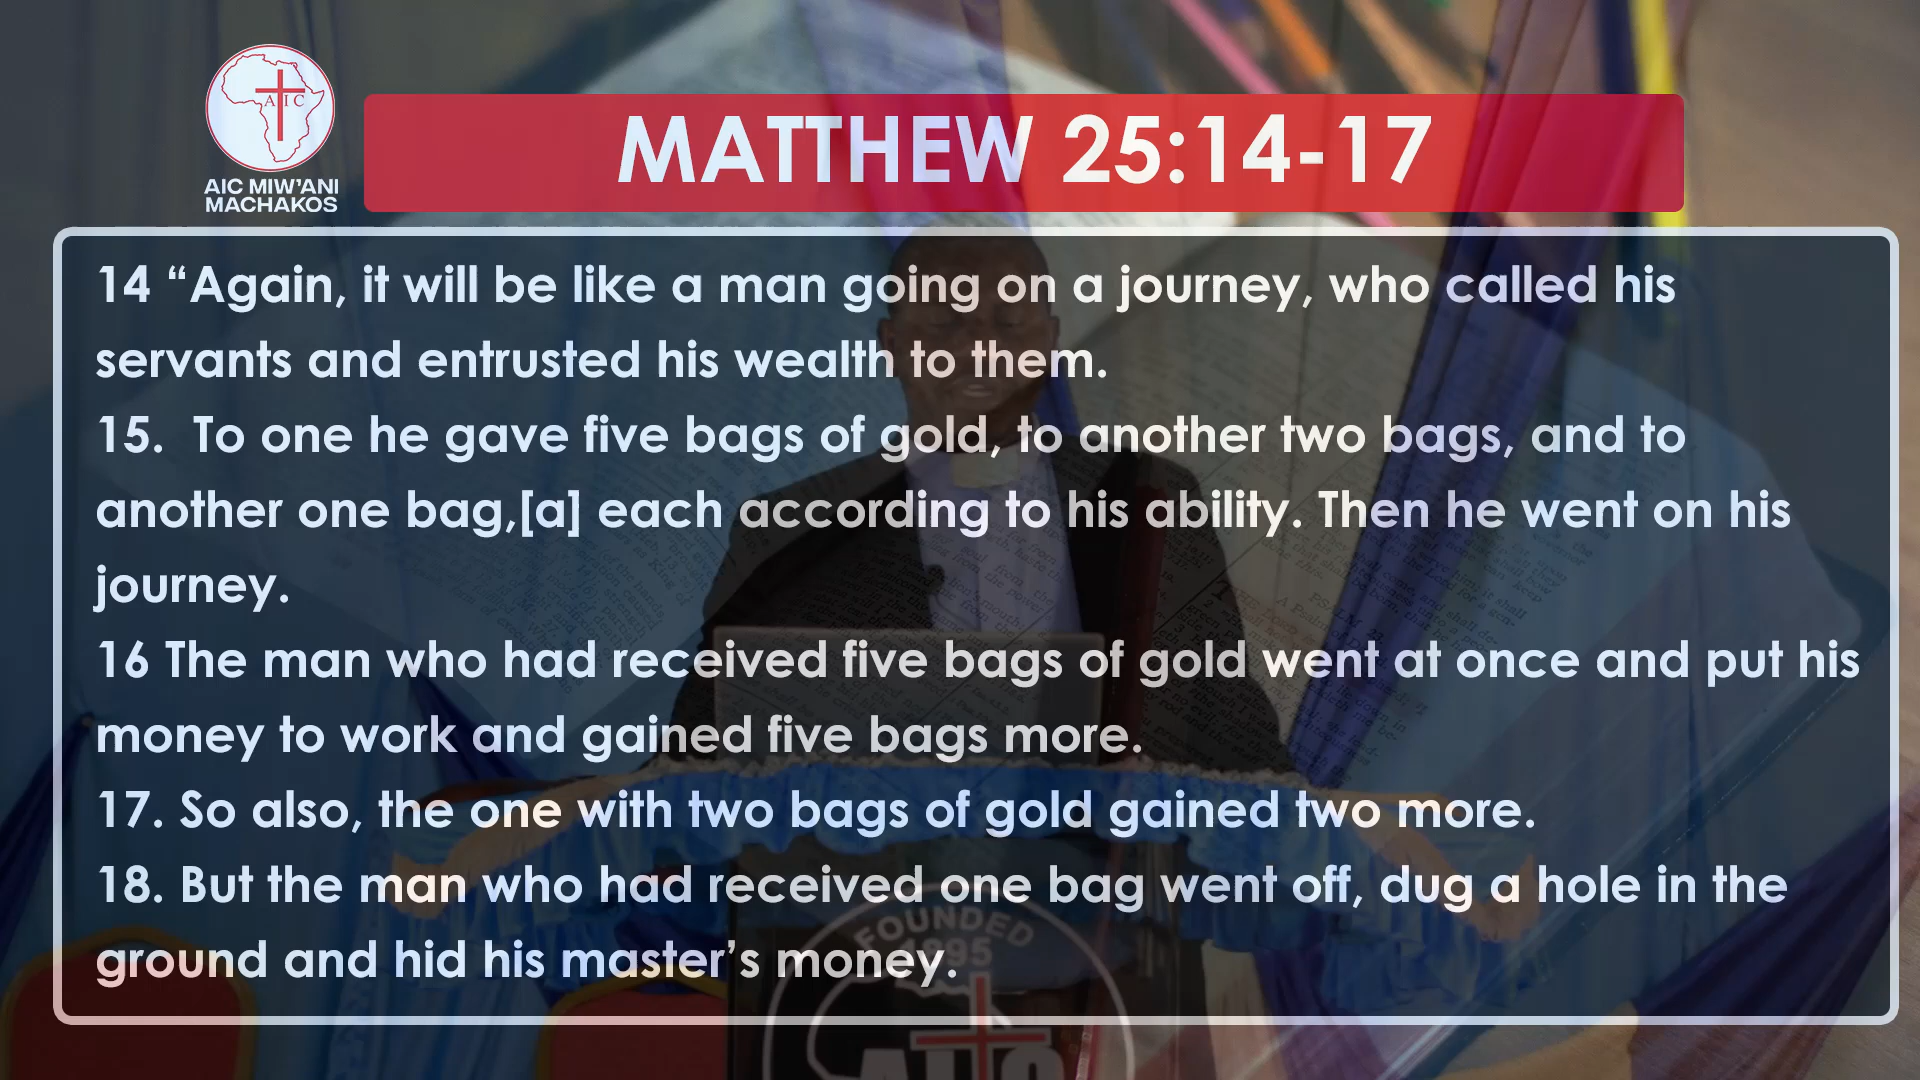 AIC
AIC MIW'ANI
MACHAKOS
MATTHEW 25:14-17
14 “Again, it will be like a man going on a journey, who called his
servants and entrusted his wealth to them.
15.  To one he gave five bags of gold, to another two bags, and to
another one bag,[a] each according to his ability. Then he went on his
journey.
16 The man who had received five bags of gold went at once and put his
money to work and gained five bags more.
17. So also, the one with two bags of gold gained two more.
18. But the man who had received one bag went off, dug a hole in the
ground and hid his master’s money.
FOUNDED
1895
AIC